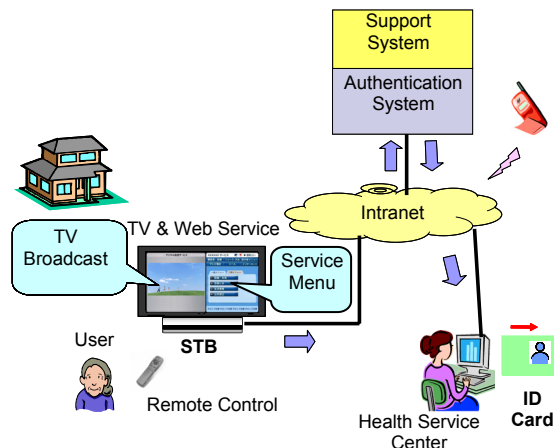 Support
System
Authentication
System
Intranet
TV & Web Service
TV
Broadcast
Service
Menu
User
STB
Remote Control
Health Service
Center
ID
Card